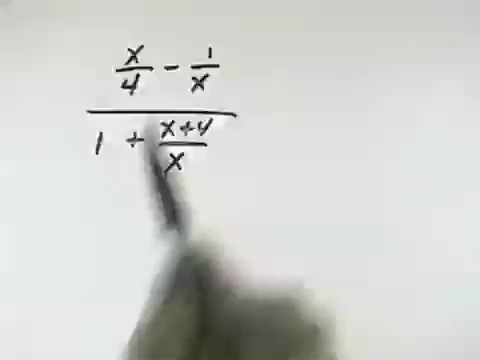 x/4 - 1/x
1 + x+4/x